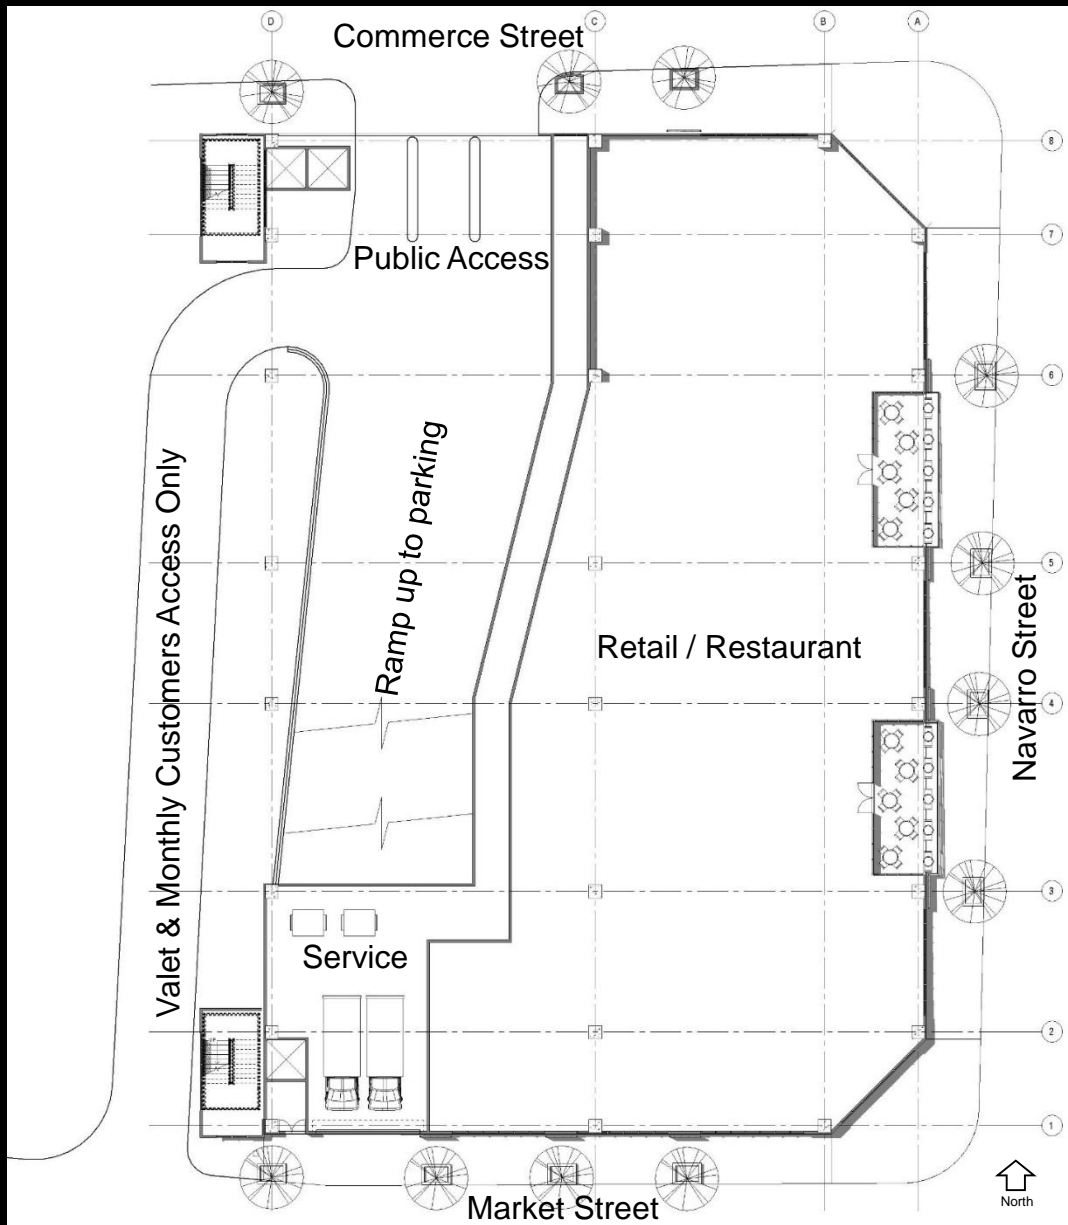 D
C
B
A
Commerce Street
8
7
Public Access
6
Valet & Monthly Customers Access Only
Ramp up to parking
5
Retail / Restaurant
Navarro Street
4
3
Service
2
1
Market Street
North